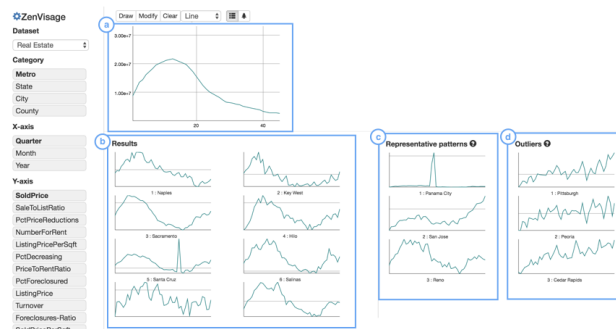 ZenVisage
Draw Modify Clear Line
Dataset
Real Estate
Category
Metro
State
City
County
X-axis
Quarter
Month
Year
Y-axis
SoldPrice
SaleToListRatio
PctPriceReductions
NumberForRent
ListingPricePerSqft
PctDecreasing
PriceToRentRatio
PctForeclosured
ListingPrice
Turnover
Foreclosures-Ratio
SoldPricePerSqft
a
3.00e+7
2.00e+7
1.00e+7
20
40
b
Results
1 : Naples
2 : Key West
3 : Sacramento
4 : Hilo
5 : Santa Cruz
6 : Salinas
c
Representative patterns
1 : Panama City
2 : San Jose
3 : Reno
d
Outliers
1 : Pittsburgh
2 : Peoria
3 : Cedar Rapids